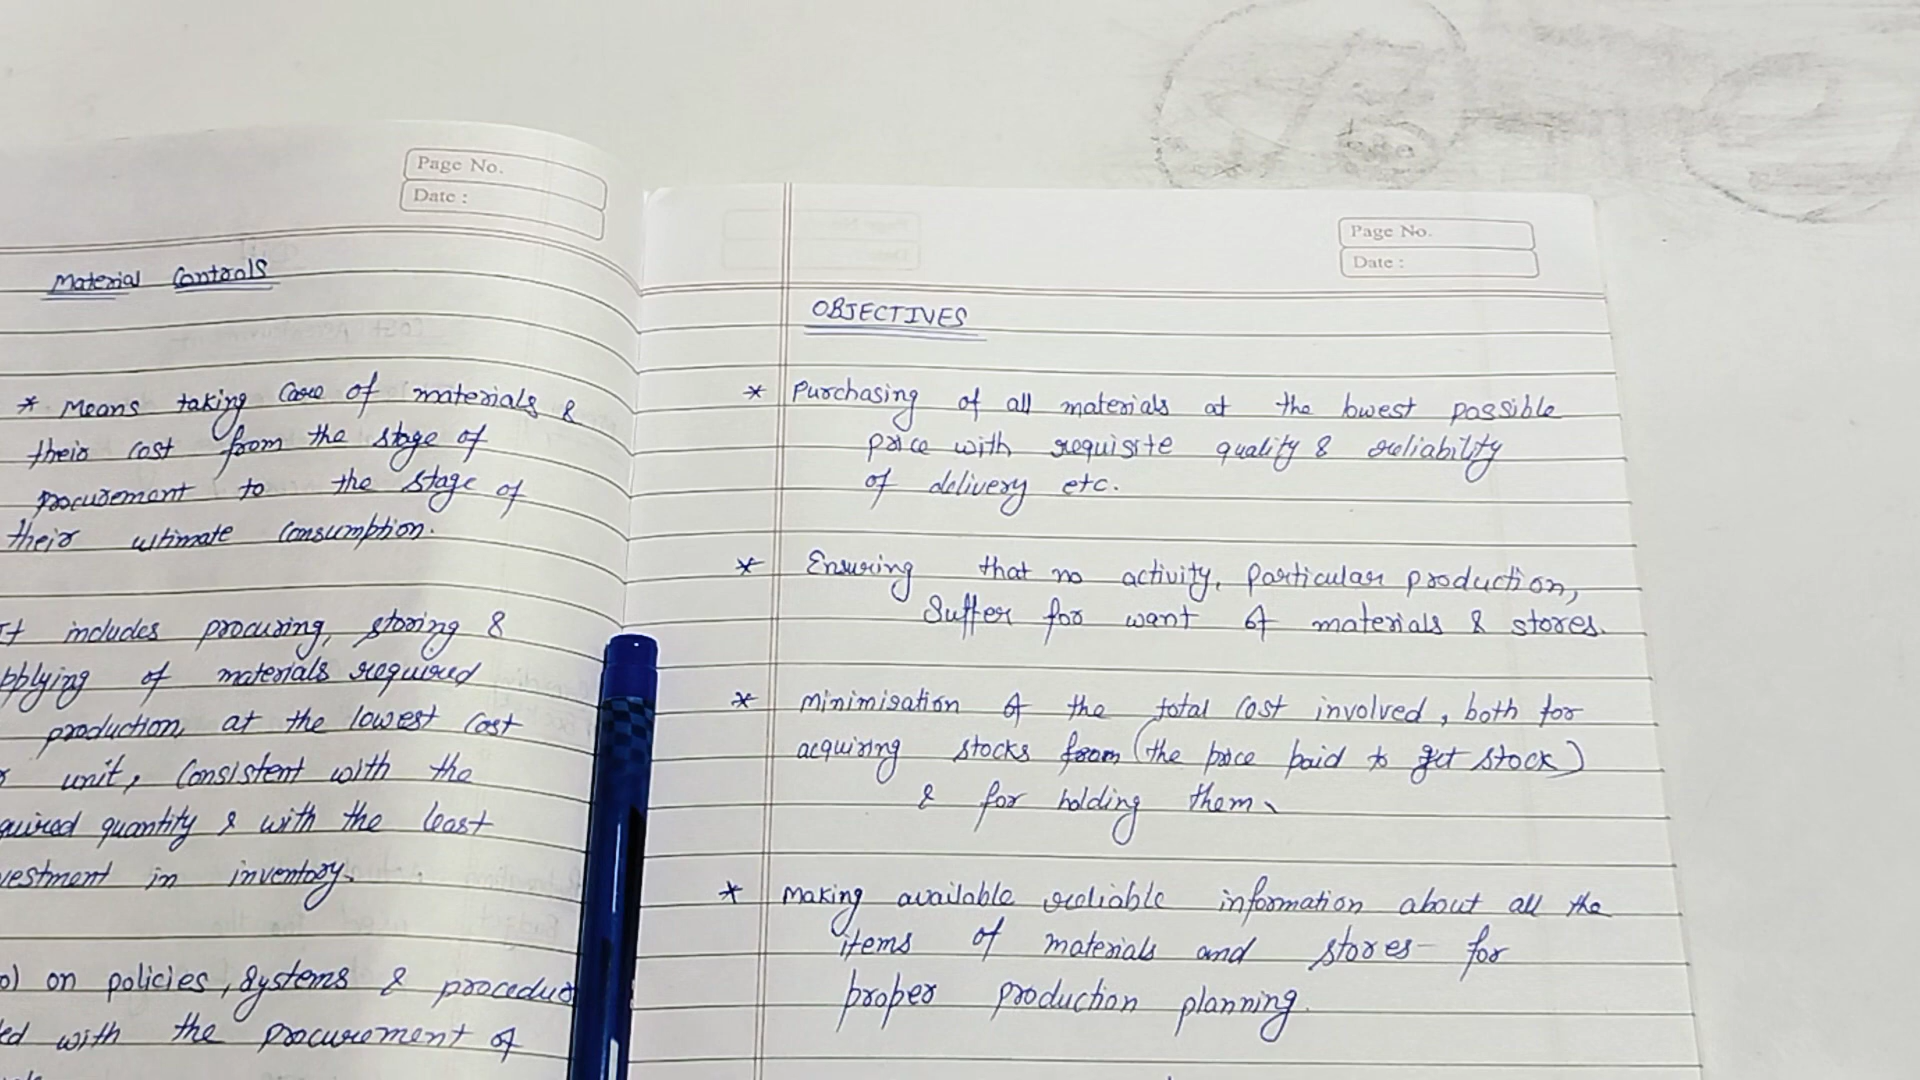 Page No.
Date :
Material Controls
* Means taking Care of materials &
their cost from the stage of
procurement to the stage of
their ultimate Consumption.
It includes procuring, storing &
of materials required
production, at the lowest Cost
unit, Consistent with the
quantity & with the least
in inventory.
on policies, Systems &
with the procurement of
Page No.
Date :
OBJECTIVES
* Purchasing of all materials at the lowest possible
price with requisite quality & reliability
of delivery etc.
* Ensuring that no activity, Particular production,
Suffer for want of materials & stores.
* minimisation of the total Cost involved, both for
acquiring stocks from (the price paid to get stock)
& for holding them.
* Making available reliable information about all the
items of materials and stores- for
proper production planning.